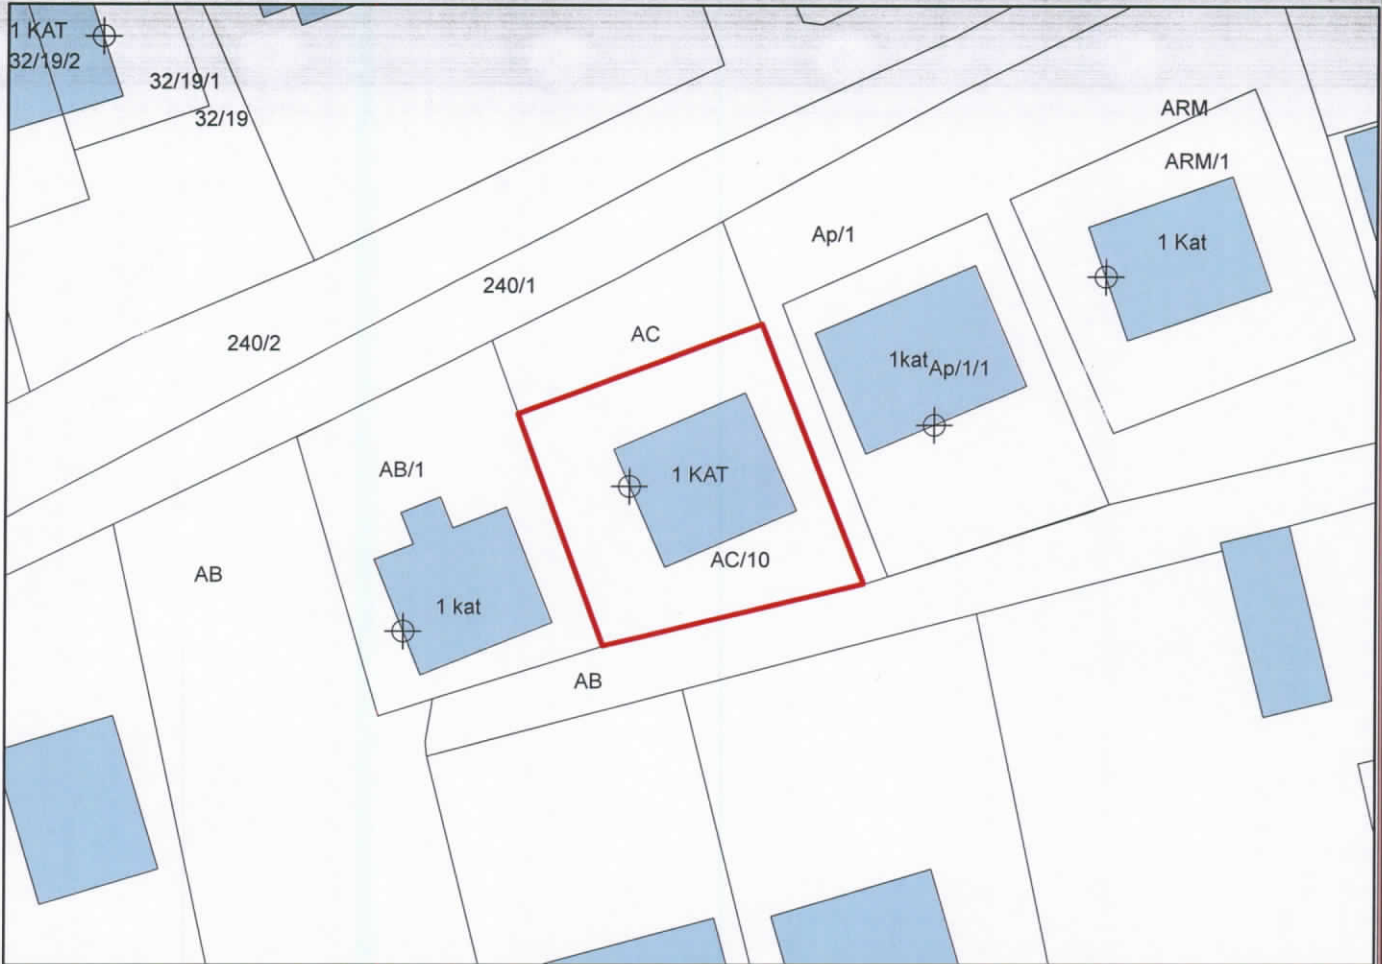 1 KAT
32/19/2
32/19/1
32/19
ARM
ARM/1
Ap/1
1 Kat
240/1
240/2
AC
1kat
Ap/1/1
AB/1
1 KAT
AC/10
AB
1 kat
AB